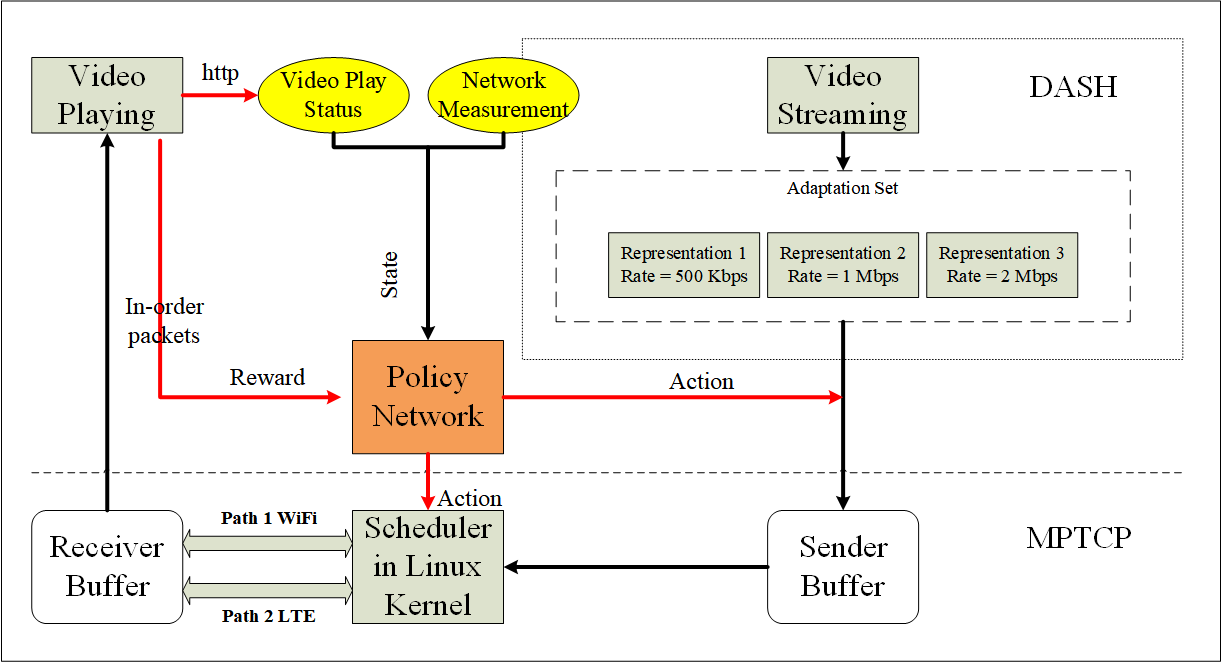 Video
Playing
http
Video Play
Status
Network
Measurement
Video
Streaming
DASH
Adaptation Set
Representation 1
Rate = 500 Kbps
Representation 2
Rate = 1 Mbps
Representation 3
Rate = 2 Mbps
State
In-order
packets
Reward
Policy
Network
Action
Action
Path 1 WiFi
Receiver
Buffer
Scheduler
in Linux
Kernel
Sender
Buffer
MPTCP
Path 2 LTE